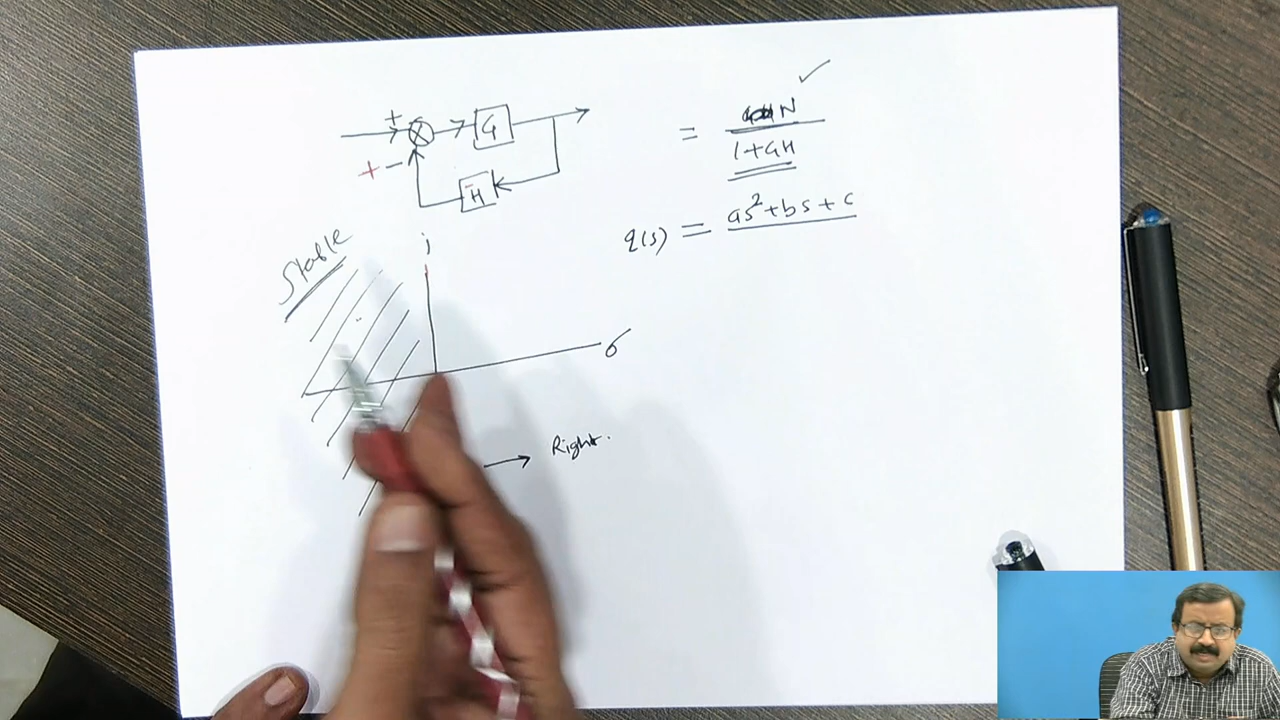 +
G
+ -
H
= N
1+GH
q(s) = as²+bs+c
Stable
j
σ
→ Right.